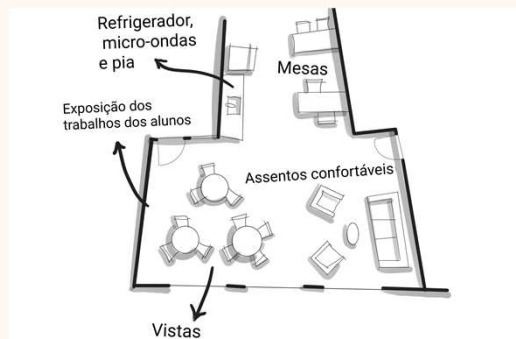 Refrigerador,
micro-ondas
e pia
Mesas
Exposição dos
trabalhos dos alunos
Assentos confortáveis
Vistas